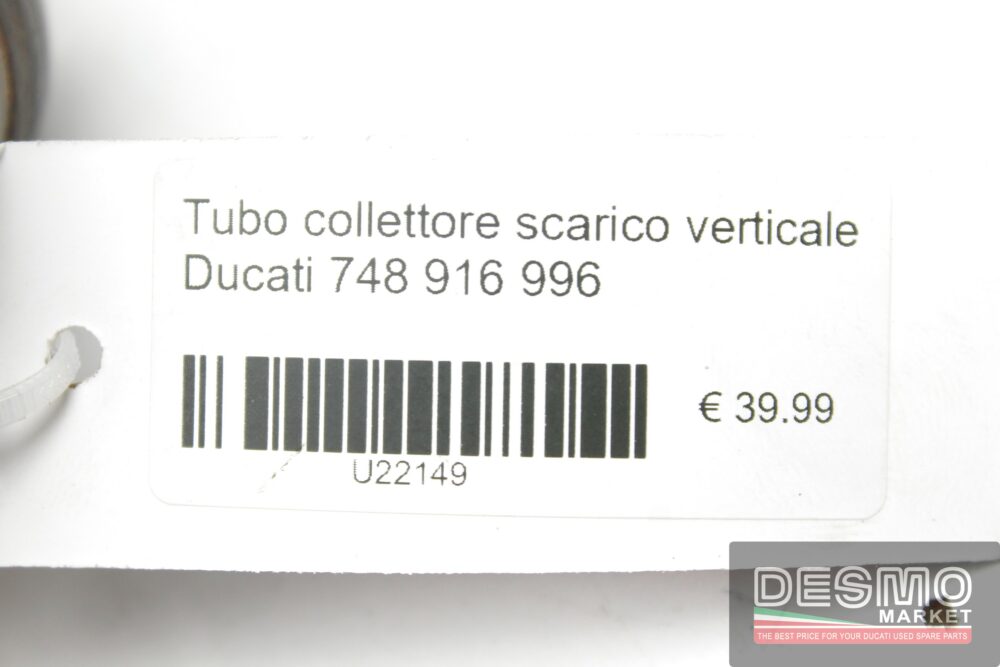 Tubo collettore scarico verticale
Ducati 748 916 996
€ 39.99
U22149
DESMO
MARKET
THE BEST PRICE FOR YOUR DUCATI USED SPARE PARTS